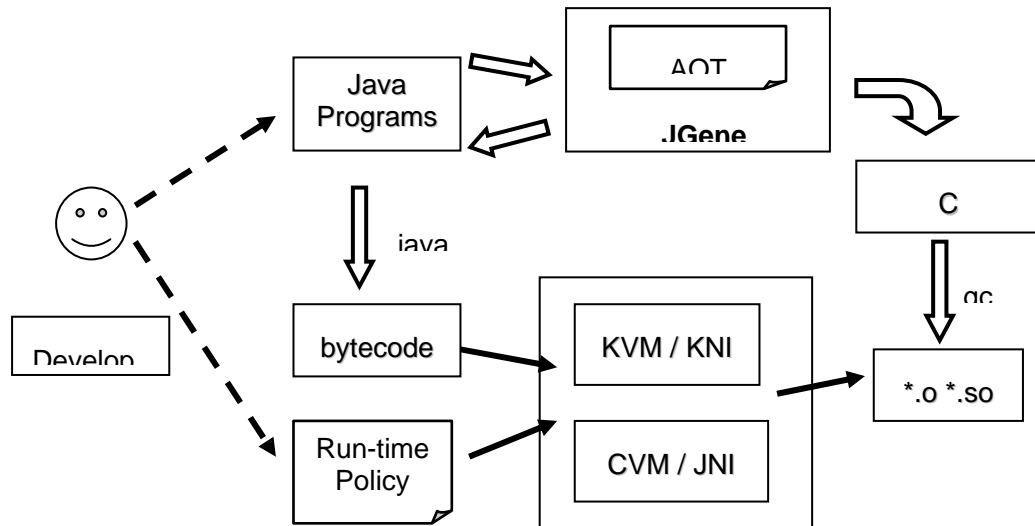 AOT
Java
Programs
JGene
C
java
gc
bytecode
KVM / KNI
Develop
*.o *.so
Run-time
Policy
CVM / JNI